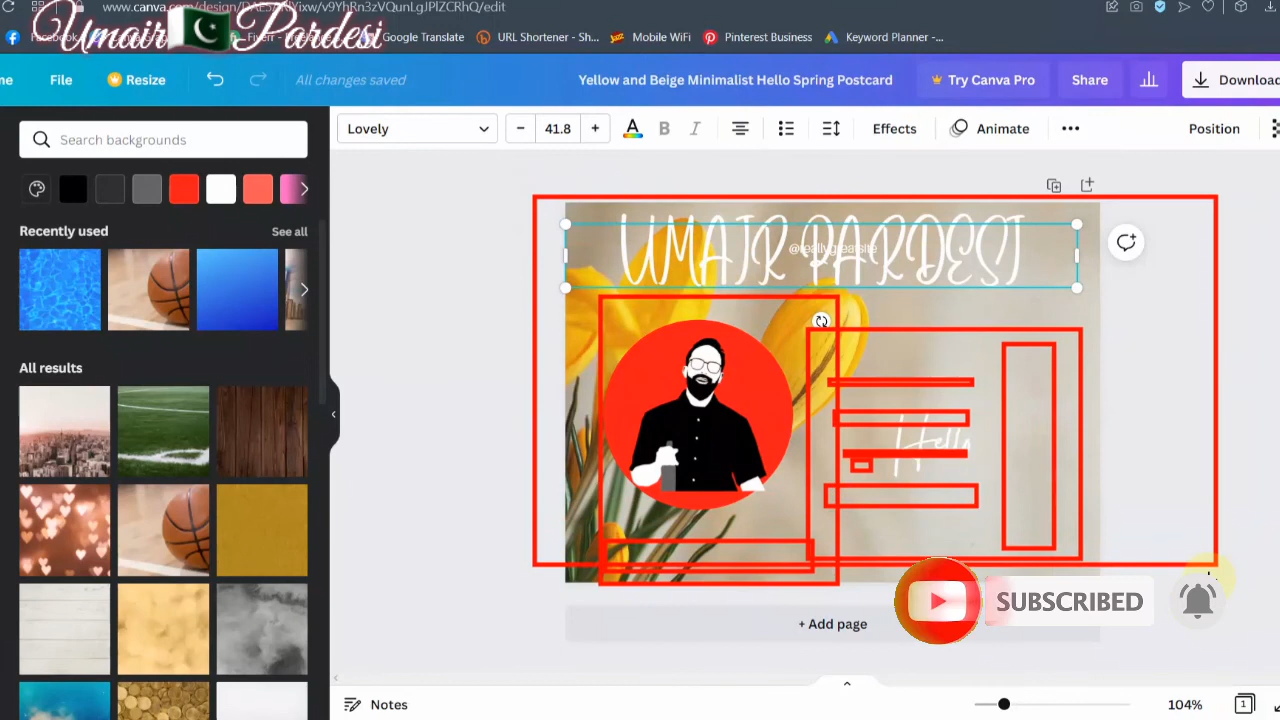 www.canva.com/design/
/edit
Umair Pardesi
Facebook
Google Translate
URL Shortener - Sh...
Mobile WiFi
Pinterest Business
Keyword Planner -...
me
File
Resize
All changes saved
Yellow and Beige Minimalist Hello Spring Postcard
Try Canva Pro
Share
Download
Search backgrounds
Lovely
41.8
A
B
I
Effects
Animate
Position
Recently used
See all
All results
UMAIR PARDESI
@reallygreatsite
Hello
SUBSCRIBED
+ Add page
Notes
104%
1